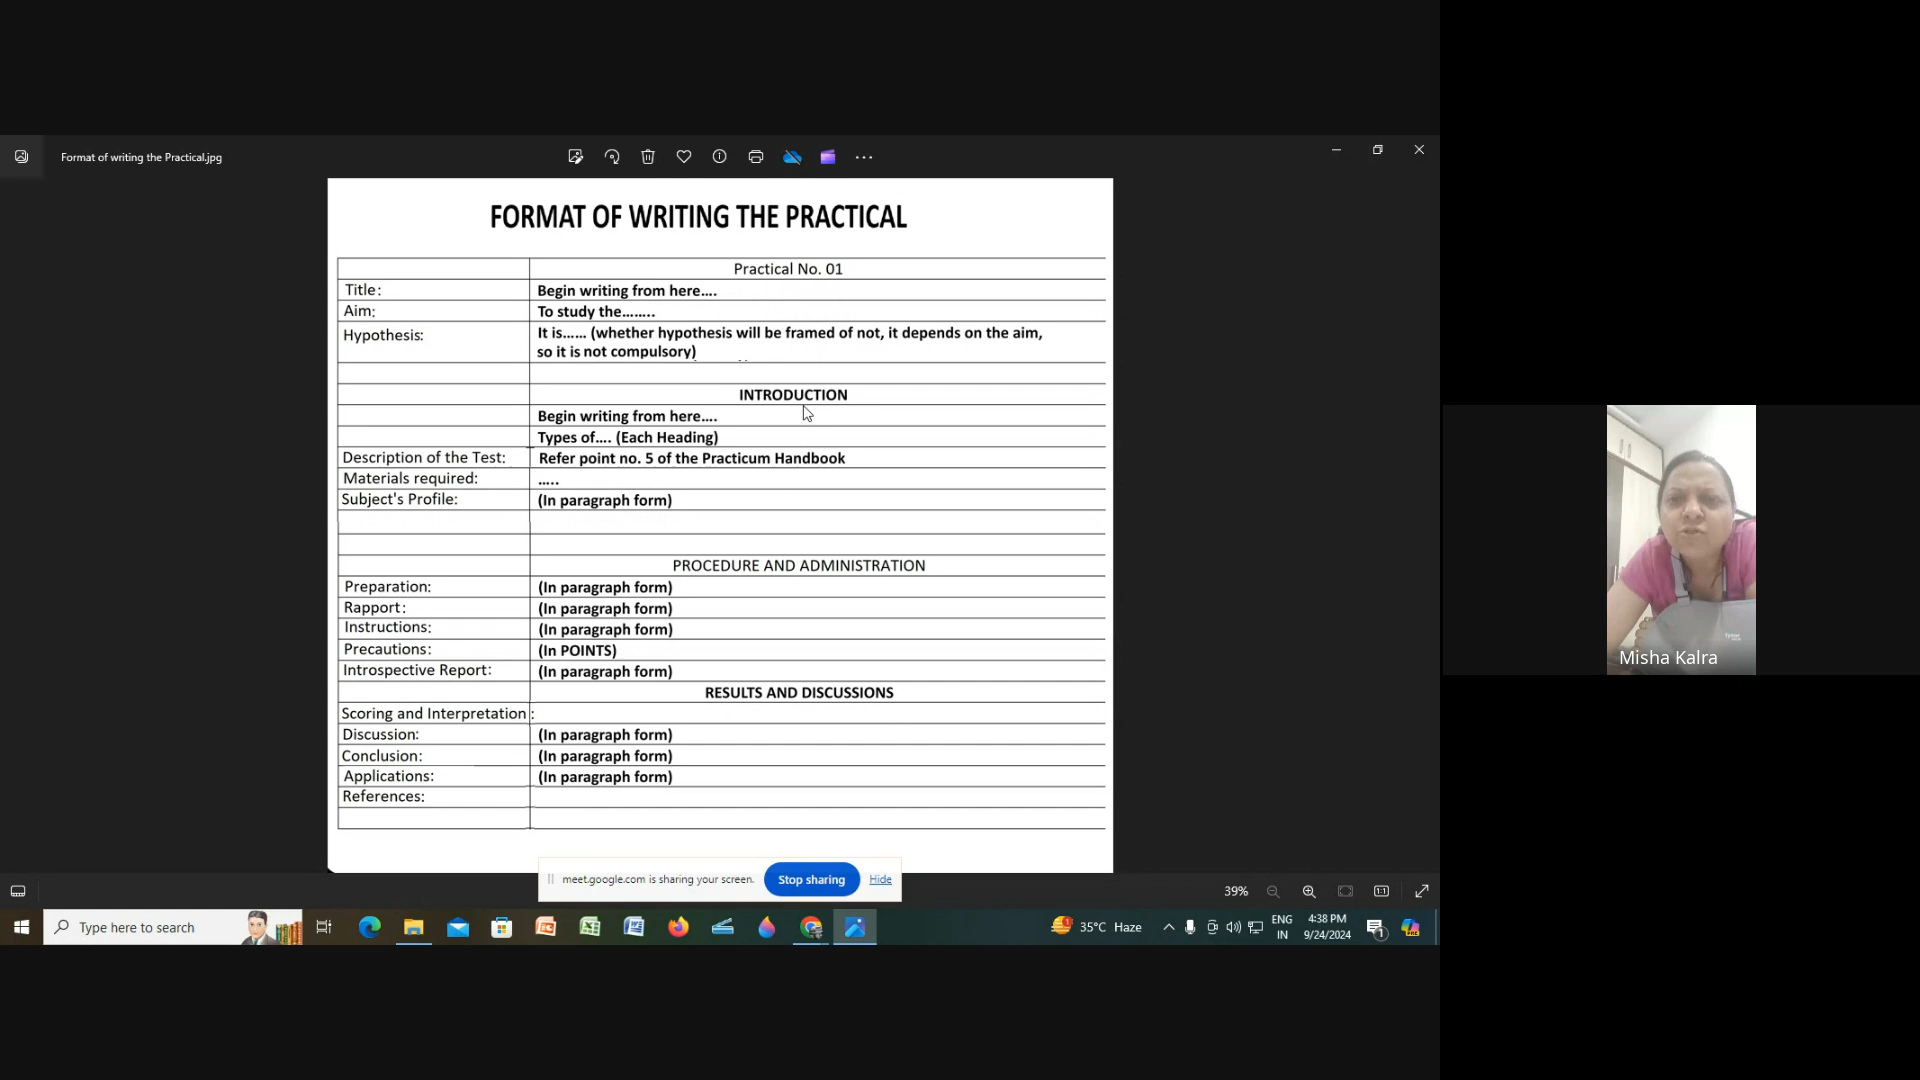 Format of writing the Practical.jpg
FORMAT OF WRITING THE PRACTICAL
Practical No. 01
Title: Begin writing from here....
Aim: To study the........
Hypothesis: It is...... (whether hypothesis will be framed of not, it depends on the aim,
so it is not compulsory)
INTRODUCTION
Begin writing from here....
Types of.... (Each Heading)
Description of the Test: Refer point no. 5 of the Practicum Handbook
Materials required: .....
Subject's Profile: (In paragraph form)
PROCEDURE AND ADMINISTRATION
Preparation: (In paragraph form)
Rapport: (In paragraph form)
Instructions: (In paragraph form)
Precautions: (In POINTS)
Introspective Report: (In paragraph form)
RESULTS AND DISCUSSIONS
Scoring and Interpretation :
Discussion: (In paragraph form)
Conclusion: (In paragraph form)
Applications: (In paragraph form)
References:
Misha Kalra
meet.google.com is sharing your screen. Stop sharing Hide
39%
Type here to search
35°C Haze
ENG
IN
4:38 PM
9/24/2024